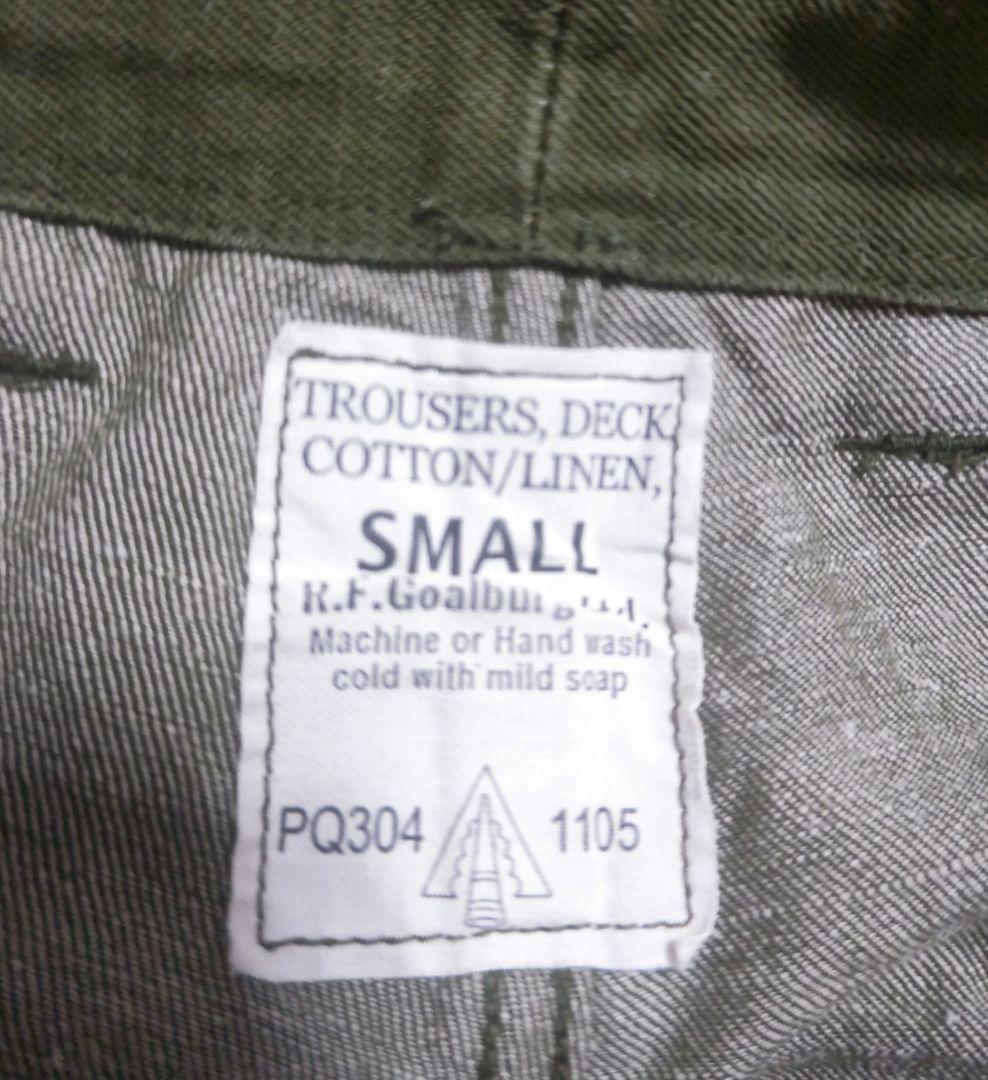 TROUSERS, DECK
COTTON/LINEN,
SMALL
Machine or Hand wash
cold with mild soap
PQ304 1105